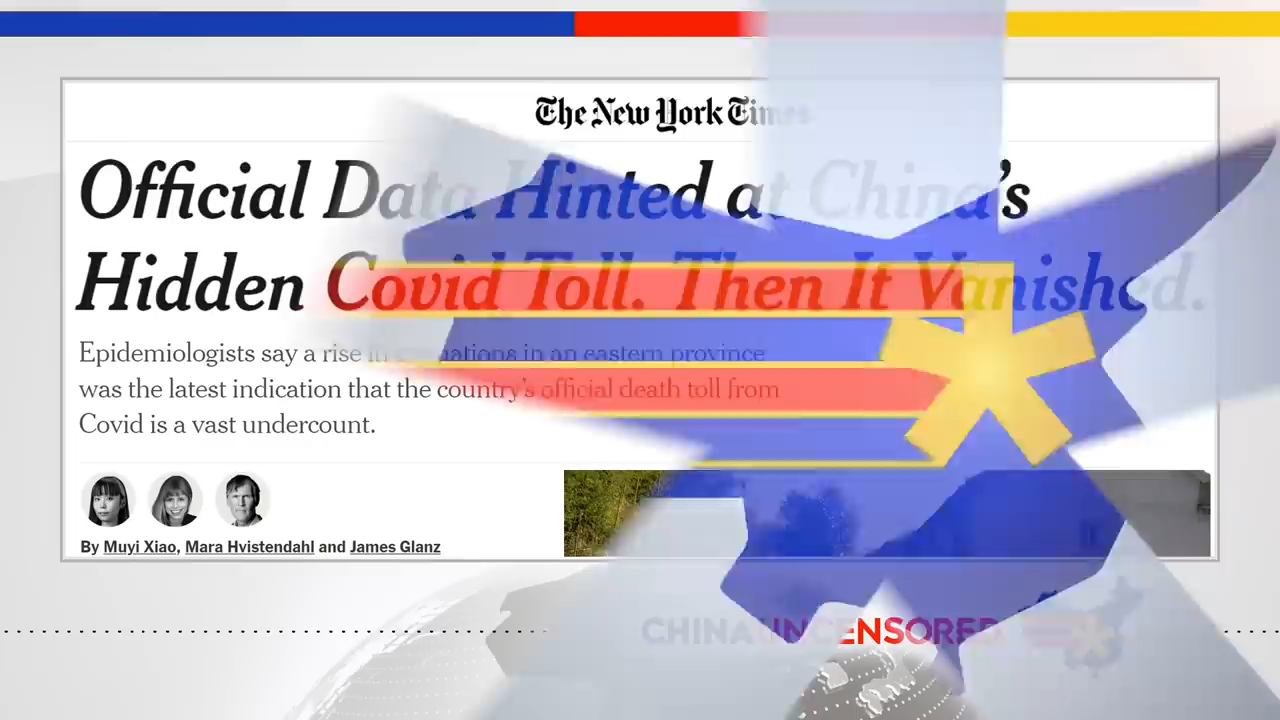 The New York Times
Official Data Hinted at China's
Hidden Covid Toll. Then It Vanished.
Epidemiologists say a rise in cremations in an eastern province
was the latest indication that the country's official death toll from
Covid is a vast undercount.
By Muyi Xiao, Mara Hvistendahl and James Glanz
CHINA UNCENSORED